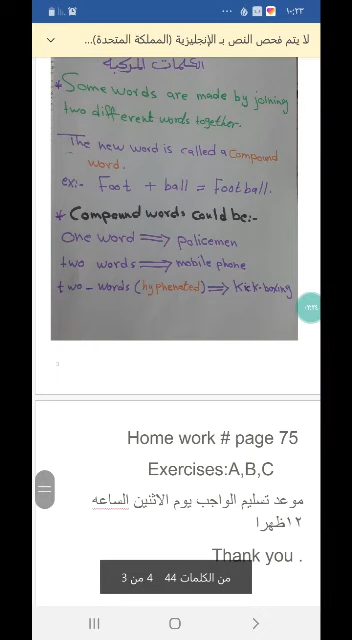 ١٠:٢٣
لا يتم فحص النص بـ الإنجليزية (المملكة المتحدة)...
الكلمات المركبة
* Some words are made by joining
two different words together.
The new word is called a compound
word.
ex:- Foot + ball = football.
* Compound words could be:-
one word ⟹ policemen
two words ⟹ mobile phone
two-words (hyphenated) ⟹ kick-boxing
Home work # page 75
Exercises:A,B,C
موعد تسليم الواجب يوم الاثنين الساعه
١٢ظهرا
Thank you .
3 من 4   44 من الكلمات